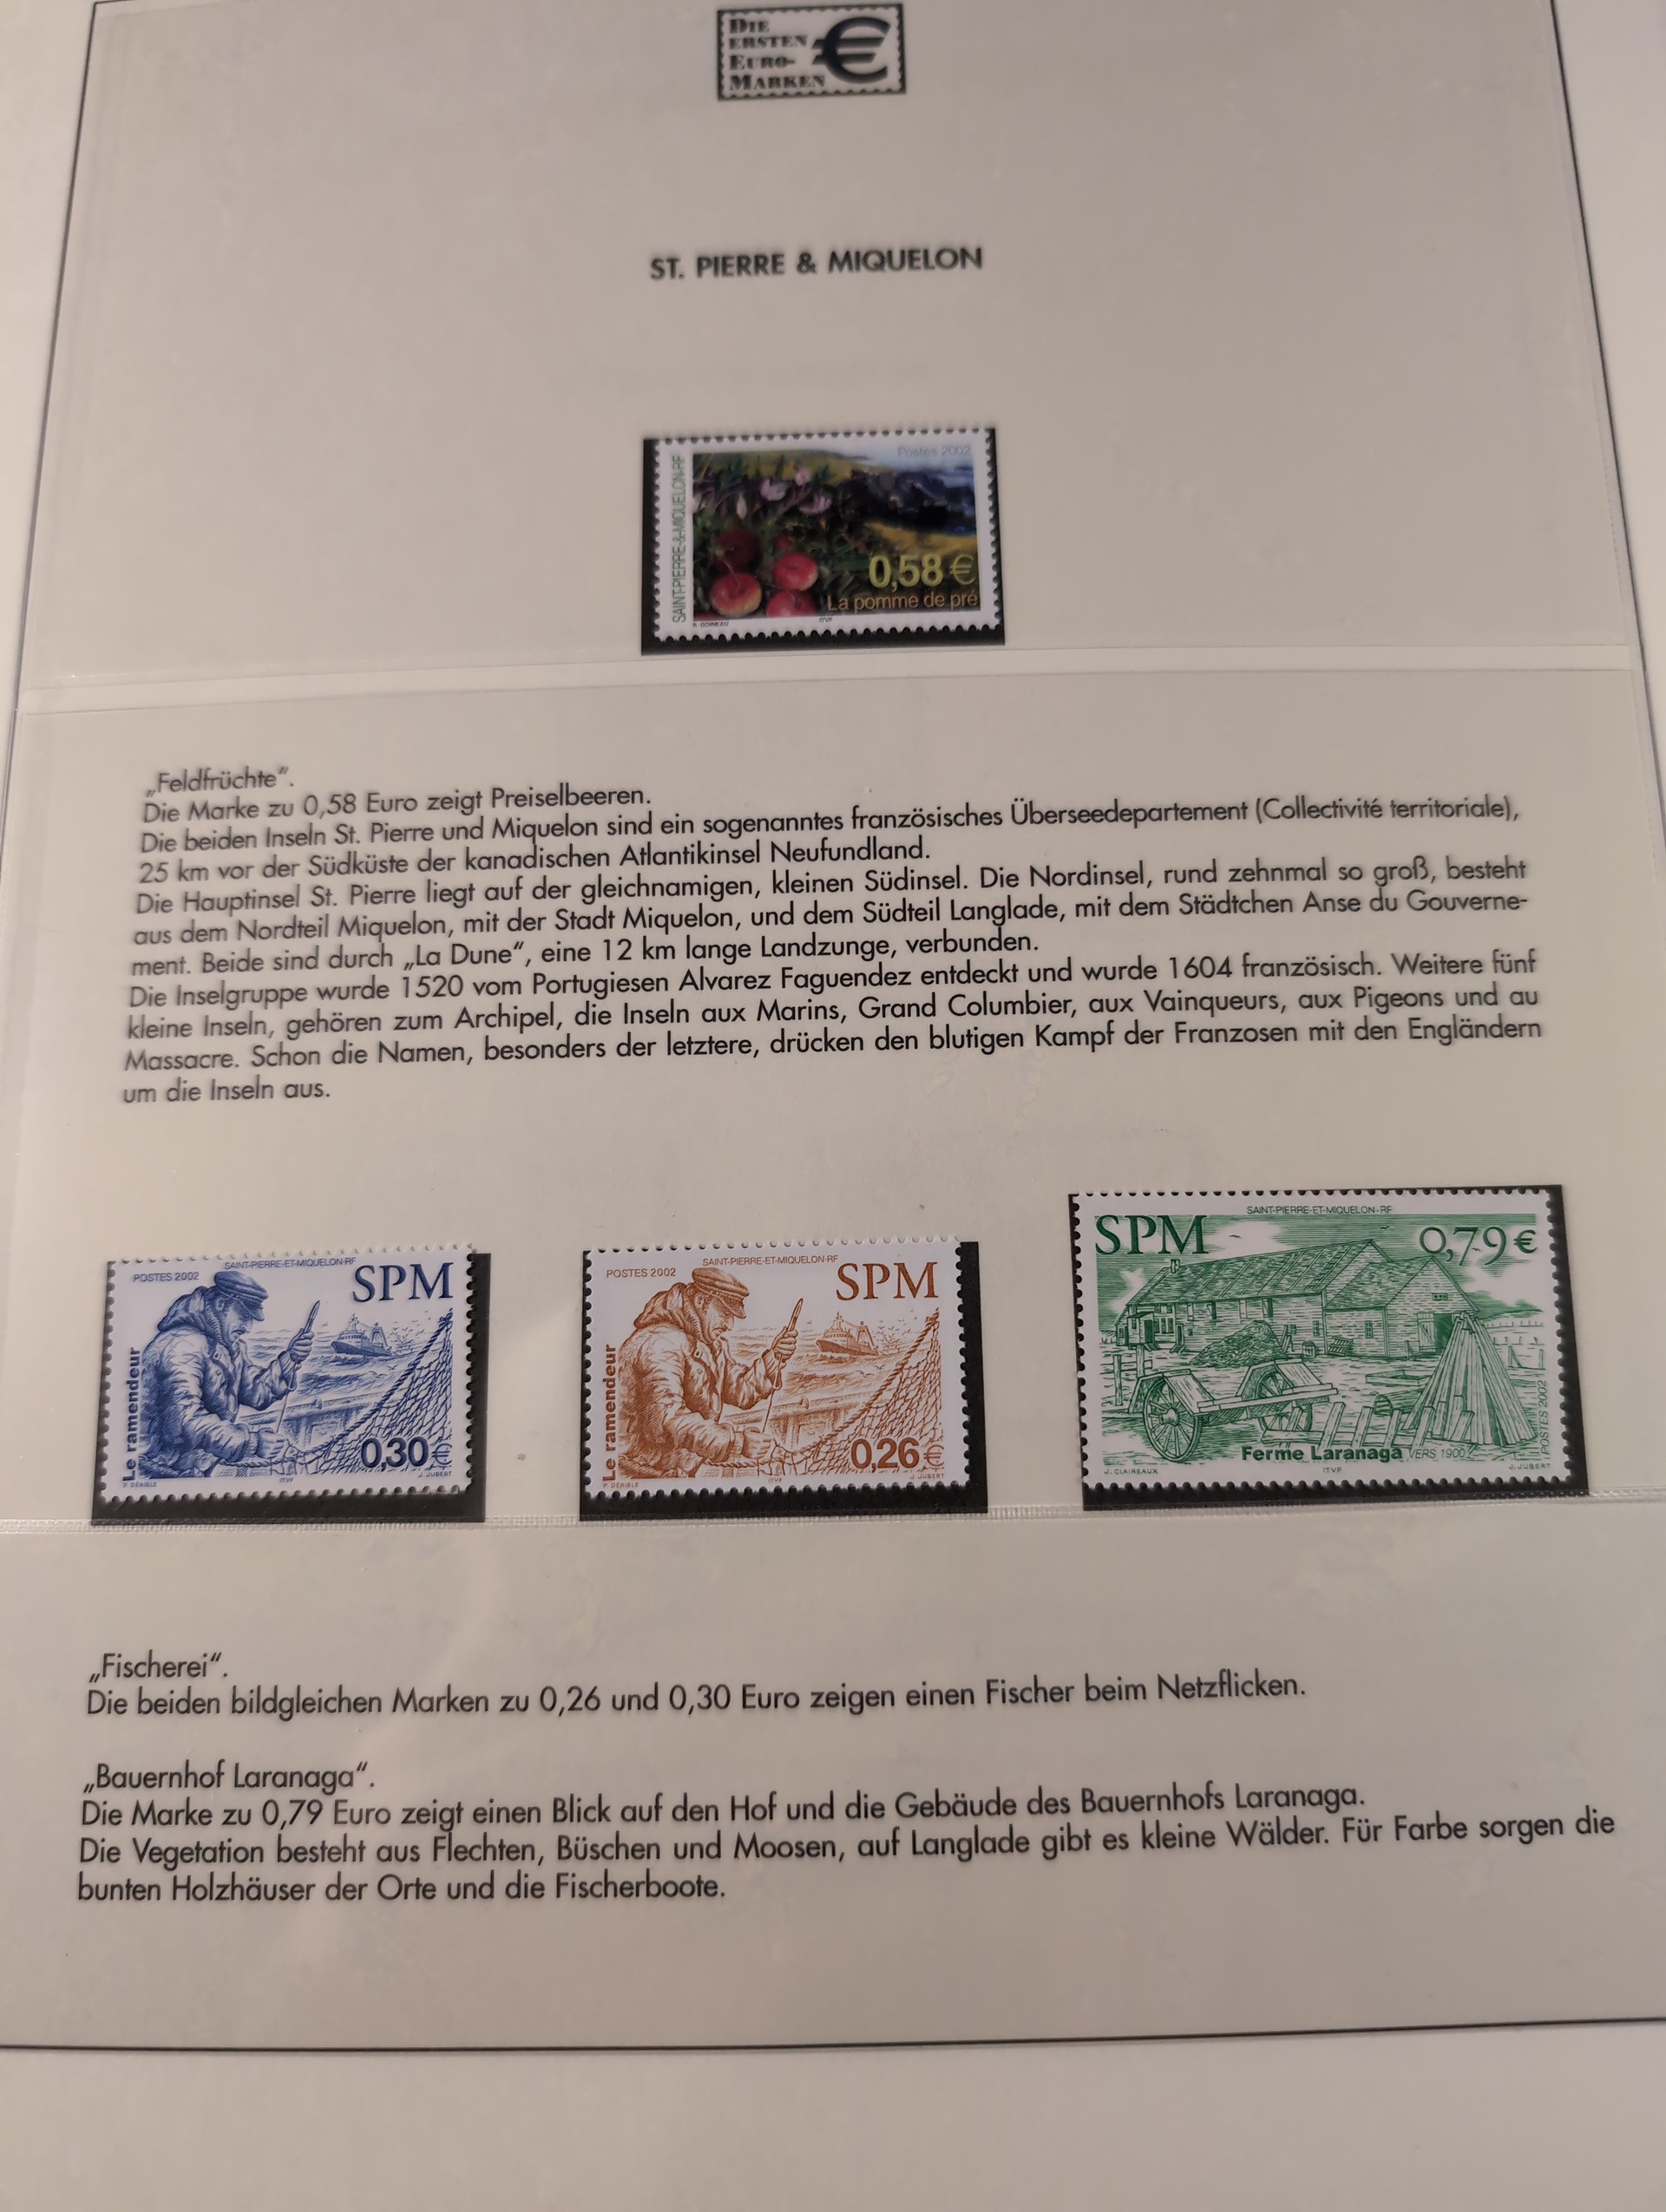 DIE
ERSTEN
EURO-
MARKEN €
ST. PIERRE & MIQUELON
SAINT-PIERRE-&-MIQUELON-RF
Postes 2002
0,58 €
La pomme de pré
R. GOINEAU
ITVF
„Feldfrüchte“.
Die Marke zu 0,58 Euro zeigt Preiselbeeren.
Die beiden Inseln St. Pierre und Miquelon sind ein sogenanntes französisches Überseedepartement (Collectivité territoriale),
25 km vor der Südküste der kanadischen Atlantikinsel Neufundland.
Die Hauptinsel St. Pierre liegt auf der gleichnamigen, kleinen Südinsel. Die Nordinsel, rund zehnmal so groß, besteht
aus dem Nordteil Miquelon, mit der Stadt Miquelon, und dem Südteil Langlade, mit dem Städtchen Anse du Gouverne-
ment. Beide sind durch „La Dune“, eine 12 km lange Landzunge, verbunden.
Die Inselgruppe wurde 1520 vom Portugiesen Alvarez Faguendez entdeckt und wurde 1604 französisch. Weitere fünf
kleine Inseln, gehören zum Archipel, die Inseln aux Marins, Grand Columbier, aux Vainqueurs, aux Pigeons und au
Massacre. Schon die Namen, besonders der letztere, drücken den blutigen Kampf der Franzosen mit den Engländern
um die Inseln aus.
POSTES 2002
SAINT-PIERRE-ET-MIQUELON-RF
SPM
Le ramendeur
0,30€
P. DERIBLE
ITVF
J. JUBERT
POSTES 2002
SAINT-PIERRE-ET-MIQUELON-RF
SPM
Le ramendeur
0,26€
P. DERIBLE
ITVF
J. JUBERT
SAINT-PIERRE-ET-MIQUELON-RF
SPM
0,79€
POSTES 2002
Ferme Laranaga VERS 1900
J. CLAIREAUX
ITVF
J. JUBERT
„Fischerei“.
Die beiden bildgleichen Marken zu 0,26 und 0,30 Euro zeigen einen Fischer beim Netzflicken.
„Bauernhof Laranaga“.
Die Marke zu 0,79 Euro zeigt einen Blick auf den Hof und die Gebäude des Bauernhofs Laranaga.
Die Vegetation besteht aus Flechten, Büschen und Moosen, auf Langlade gibt es kleine Wälder. Für Farbe sorgen die
bunten Holzhäuser der Orte und die Fischerboote.